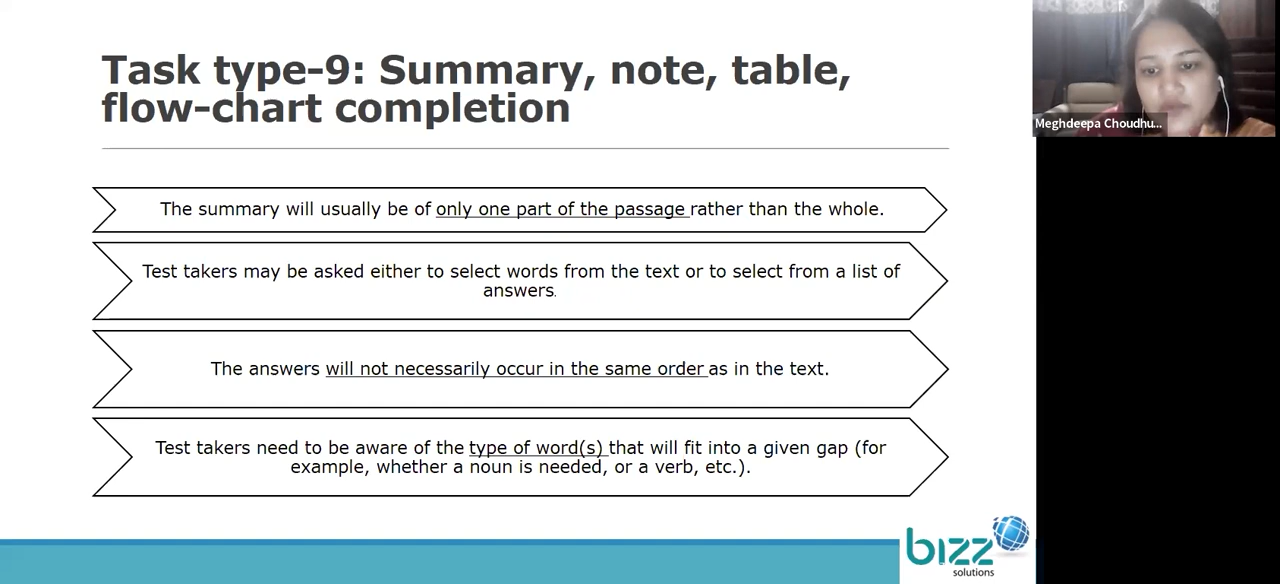 Task type-9: Summary, note, table,
flow-chart completion
Meghdeepa Choudhu...
The summary will usually be of only one part of the passage rather than the whole.
Test takers may be asked either to select words from the text or to select from a list of
answers.
The answers will not necessarily occur in the same order as in the text.
Test takers need to be aware of the type of word(s) that will fit into a given gap (for
example, whether a noun is needed, or a verb, etc.).
bizz
solutions